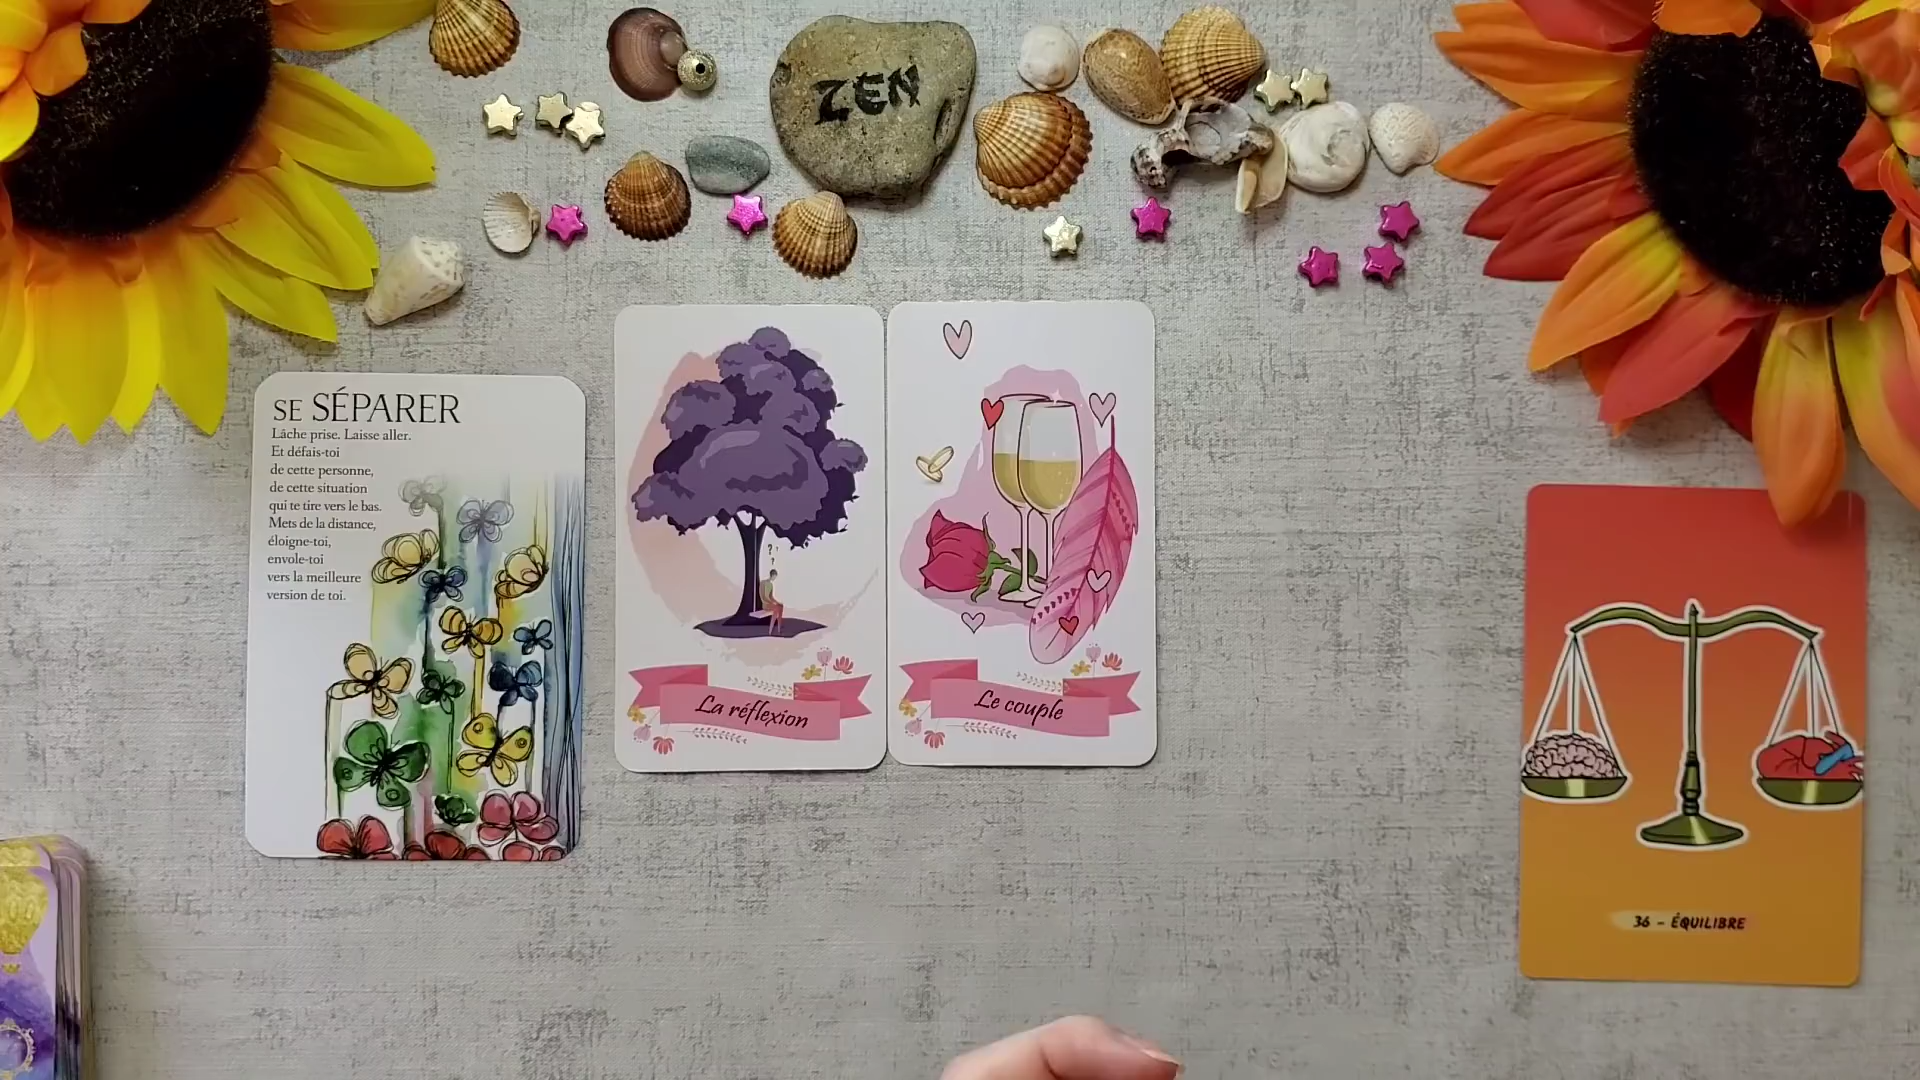 ZEN
SE SÉPARER
Lâche prise. Laisse aller.
Et défais-toi
de cette personne,
de cette situation
qui te tire vers le bas.
Mets de la distance,
éloigne-toi,
envole-toi
vers la meilleure
version de toi.
La réflexion
Le couple
36 - ÉQUILIBRE